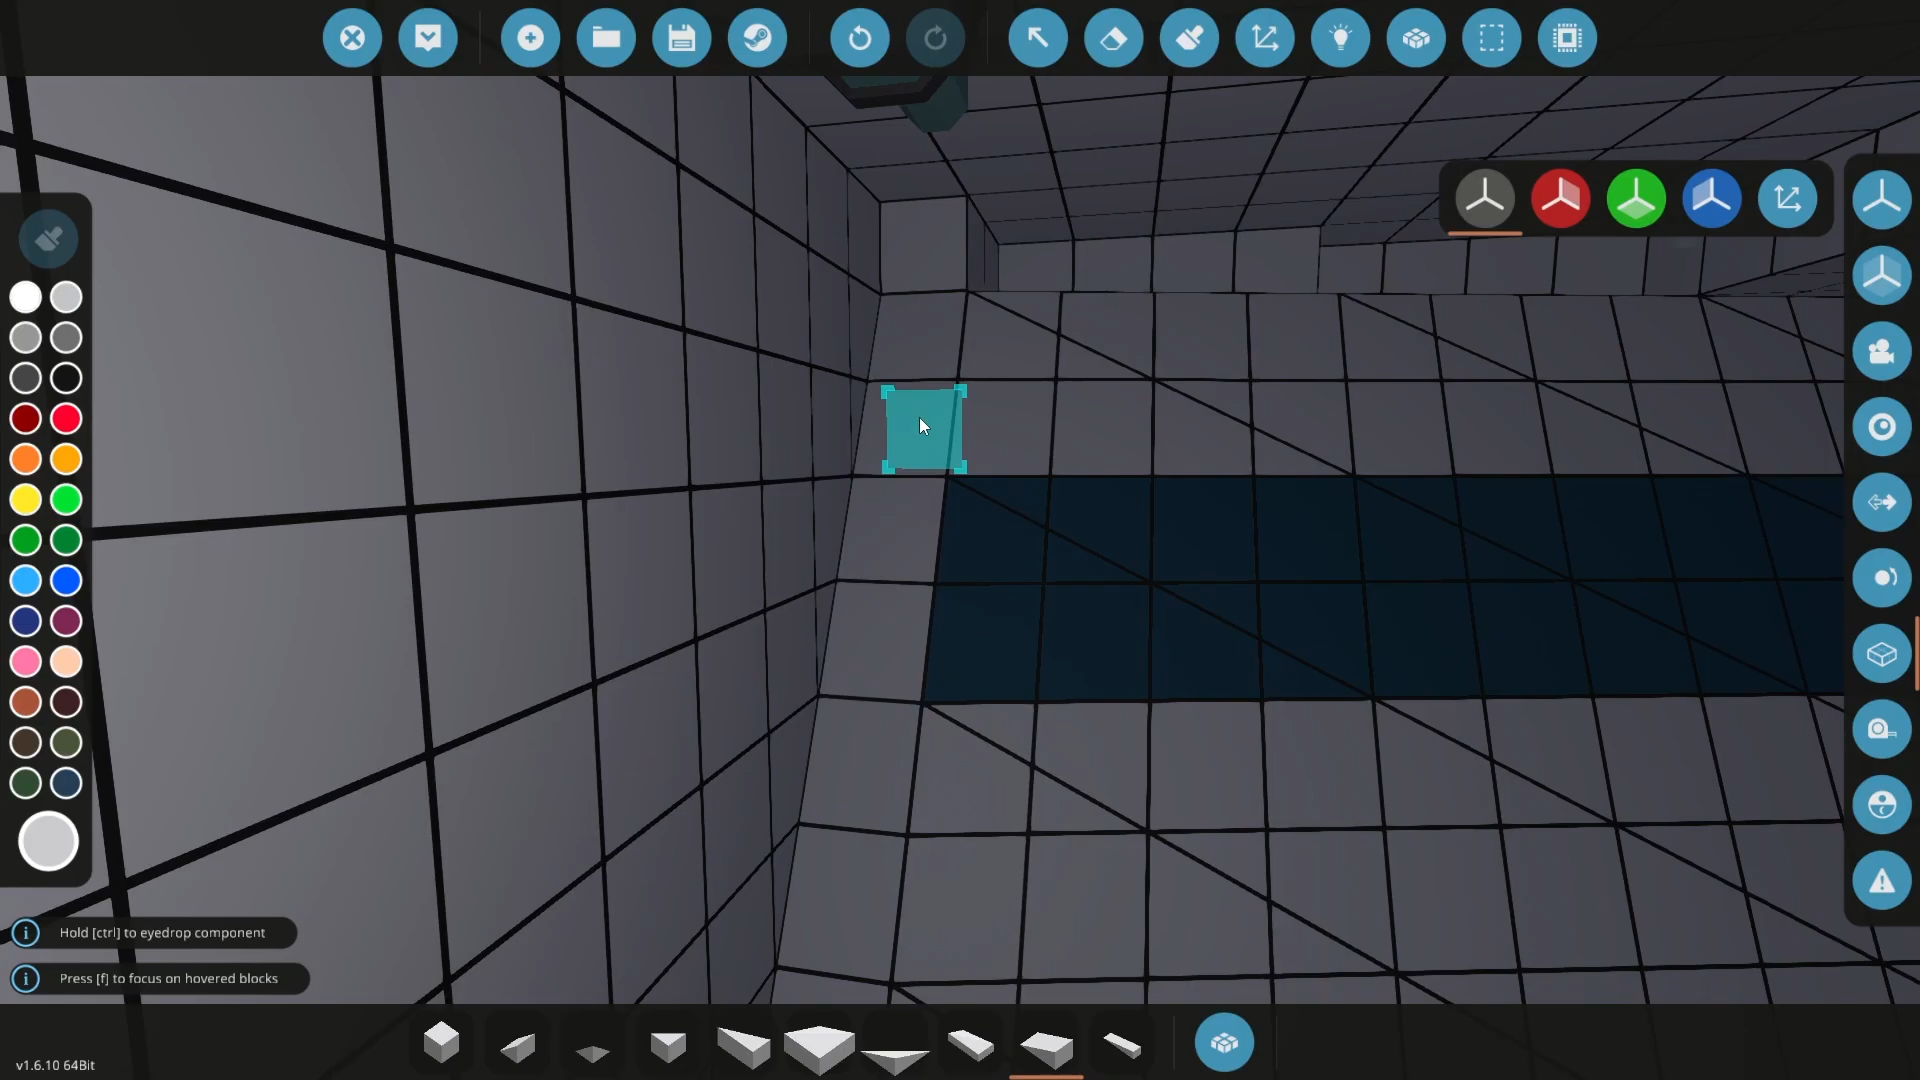 Hold [ctrl] to eyedrop component
Press [f] to focus on hovered blocks
v1.6.10 64Bit